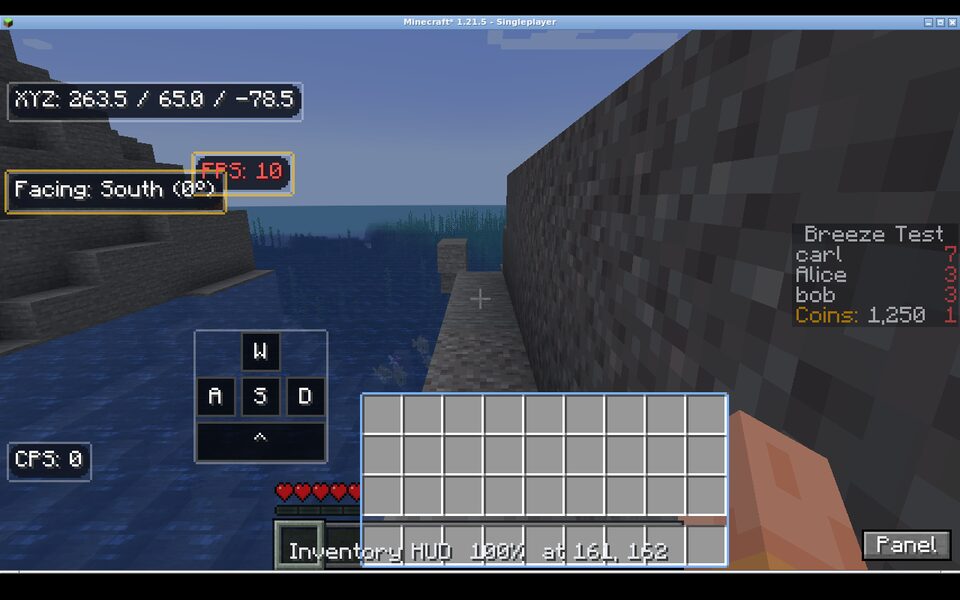 Minecraft* 1.21.5 - Singleplayer
XYZ: 263.5 / 65.0 / -78.5
FPS: 10
Facing: South (0°)
Breeze Test
carl 7
Alice 3
bob 3
Coins: 1,250 1
W
A S D
^
CPS: 0
Inventory HUD 100% at 161, 162
Panel